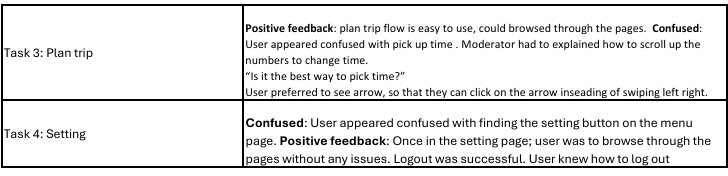 Task 3: Plan trip
Positive feedback: plan trip flow is easy to use, could browsed through the pages.  Confused:
User appeared confused with pick up time . Moderator had to explained how to scroll up the
numbers to change time.
“Is it the best way to pick time?”
User preferred to see arrow, so that they can click on the arrow inseading of swiping left right.
Task 4: Setting
Confused: User appeared confused with finding the setting button on the menu
page. Positive feedback: Once in the setting page; user was to browse through the
pages without any issues. Logout was successful. User knew how to log out